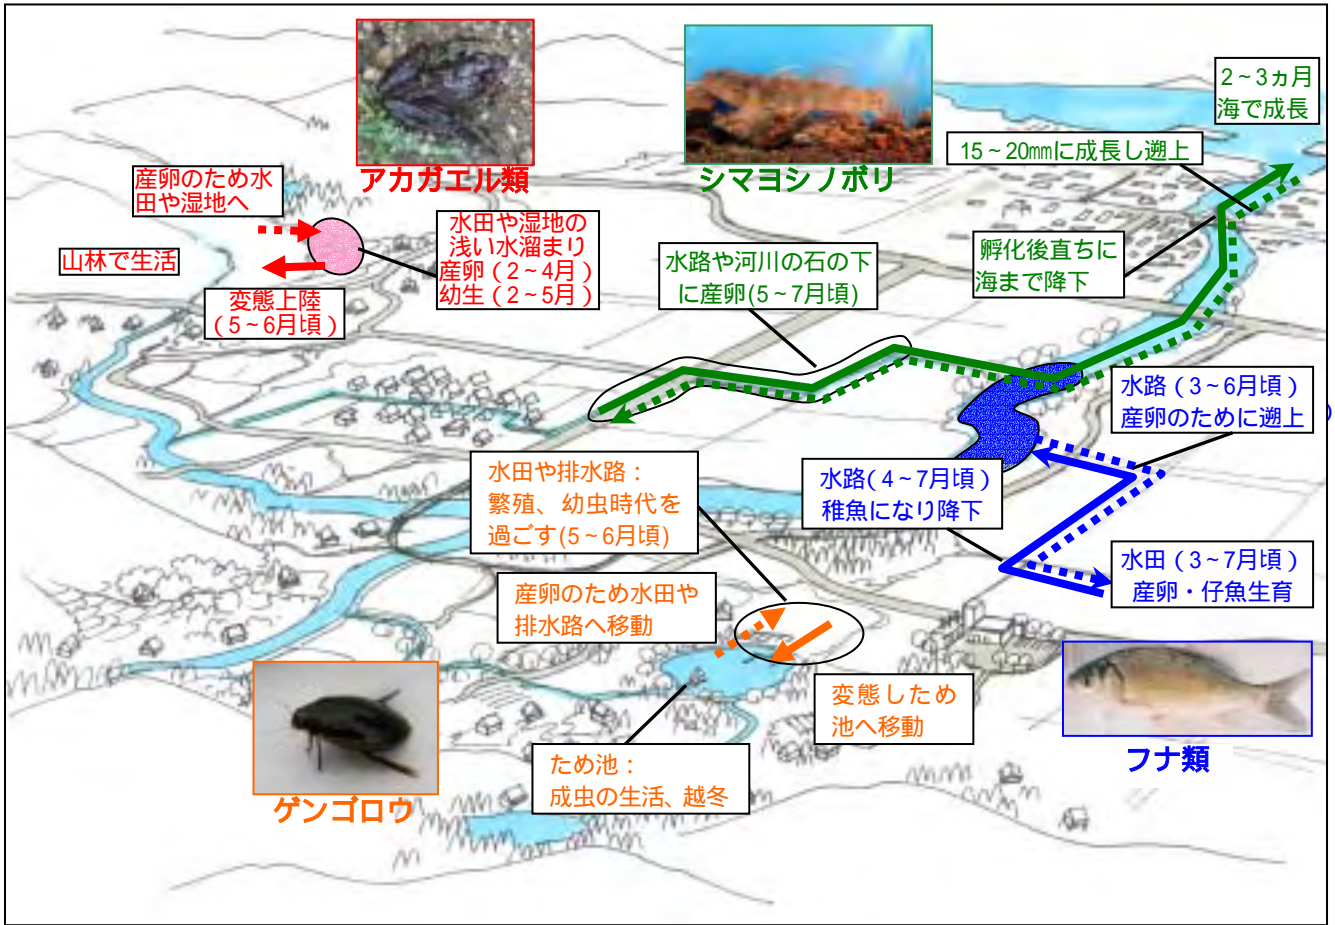 アカガエル類
産卵のため水
田や湿地へ
山林で生活
変態上陸
（5～6月頃）
水田や湿地の
浅い水溜まり
産卵（2～4月）
幼生（2～5月）
シマヨシノボリ
2～3ヵ月
海で成長
15～20mmに成長し遡上
孵化後直ちに
海まで降下
水路や河川の石の下
に産卵(5～7月頃)
水路（3～6月頃）
産卵のために遡上
)
水路(4～7月頃）
稚魚になり降下
水田（3～7月頃）
産卵・仔魚生育
フナ類
水田や排水路：
繁殖、幼虫時代を
過ごす(5～6月頃)
産卵のため水田や
排水路へ移動
変態しため
池へ移動
ため池：
成虫の生活、越冬
ゲンゴロウ